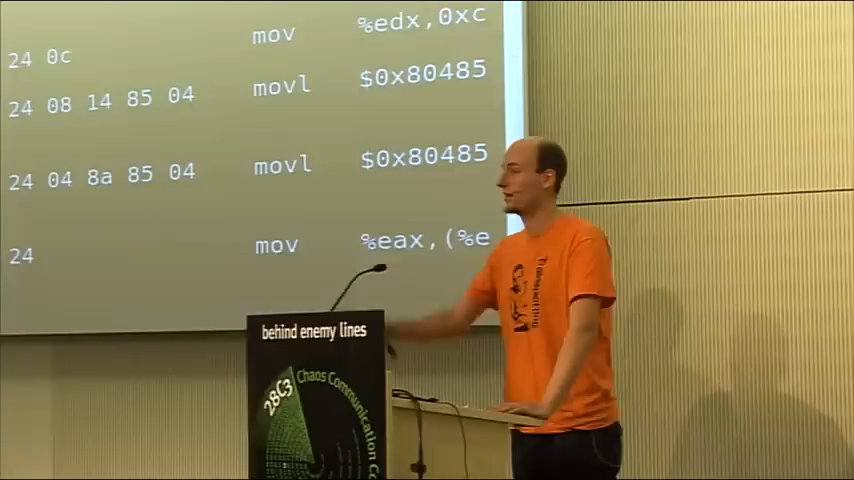 mov %edx,0xc
24 0c
24 08 14 85 04 movl $0x80485
24 04 8a 85 04 movl $0x80485
24 mov %eax,(%e
behind enemy lines
28C3
Chaos Communication
Trainspotting